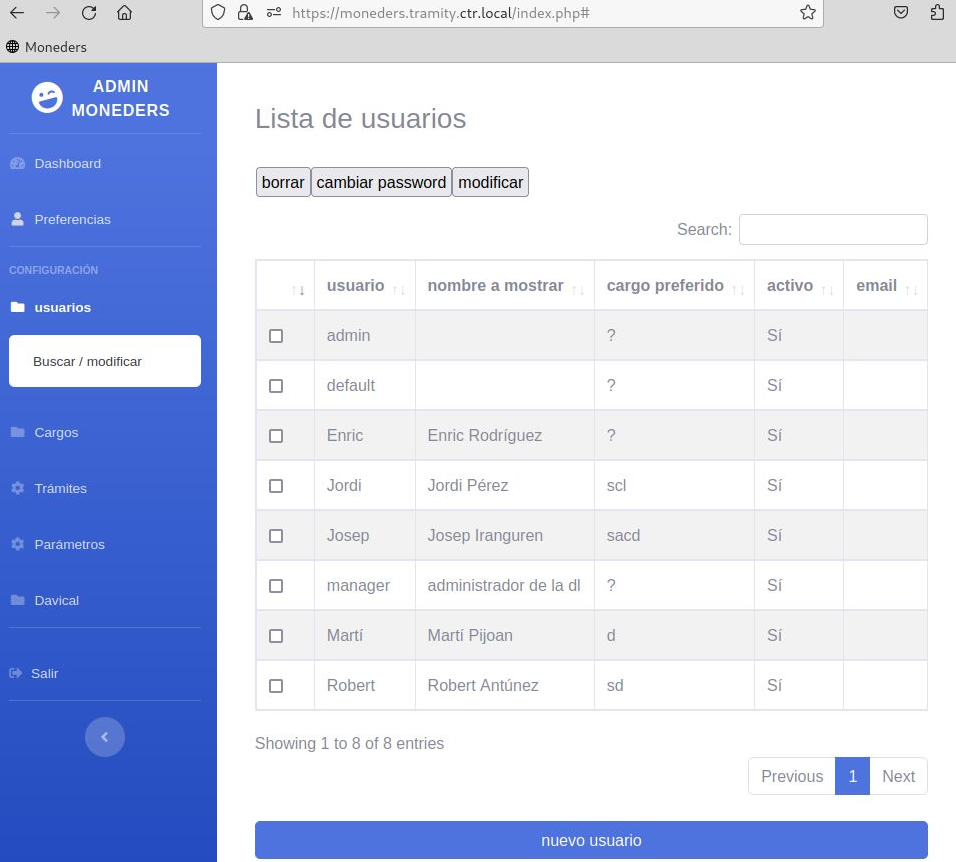 https://moneders.tramity.ctr.local/index.php#
Moneders
ADMIN
MONEDERS
Dashboard
Preferencias
CONFIGURACIÓN
usuarios
Buscar / modificar
Cargos
Trámites
Parámetros
Davical
Salir
Lista de usuarios
borrar cambiar password modificar
Search:
usuario nombre a mostrar cargo preferido activo email
admin ? Sí
default ? Sí
Enric Enric Rodríguez ? Sí
Jordi Jordi Pérez scl Sí
Josep Josep Iranguren sacd Sí
manager administrador de la dl ? Sí
Martí Martí Pijoan d Sí
Robert Robert Antúnez sd Sí
Showing 1 to 8 of 8 entries
Previous 1 Next
nuevo usuario